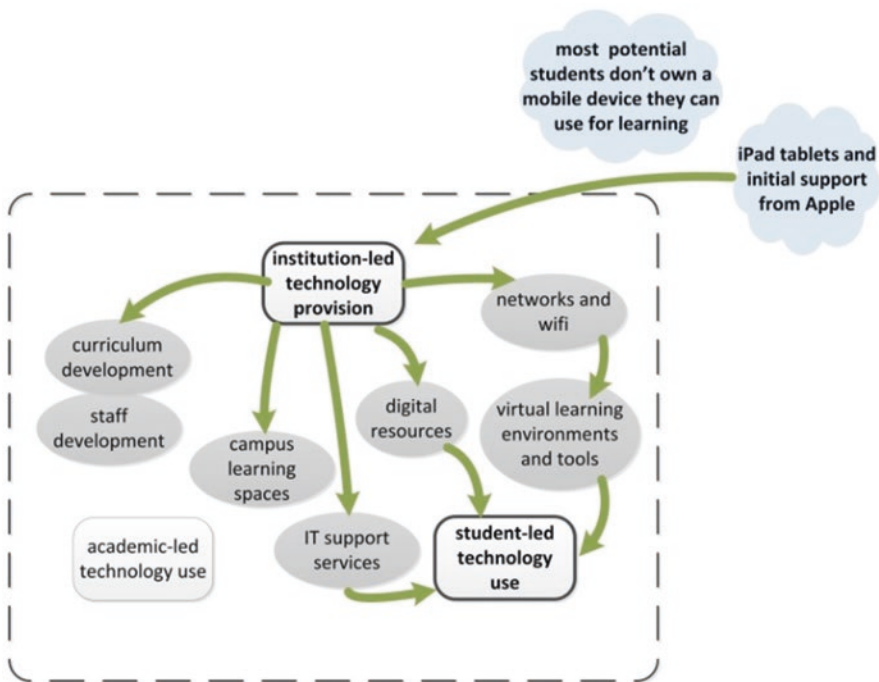 most potential
students don't own a
mobile device they can
use for learning
iPad tablets and
initial support
from Apple
institution-led
technology
provision
networks and
wifi
curriculum
development
staff
development
digital
resources
virtual learning
environments
and tools
campus
learning
spaces
academic-led
technology use
IT support
services
student-led
technology
use